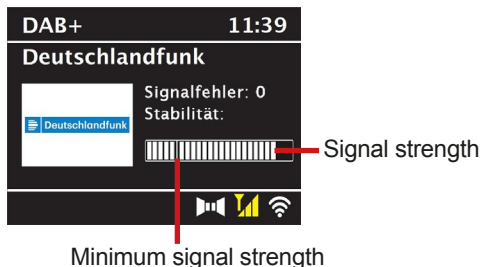 DAB+ 11:39
Deutschlandfunk
Signalfehler: 0
Stabilität:
Deutschlandfunk
Signal strength
Minimum signal strength